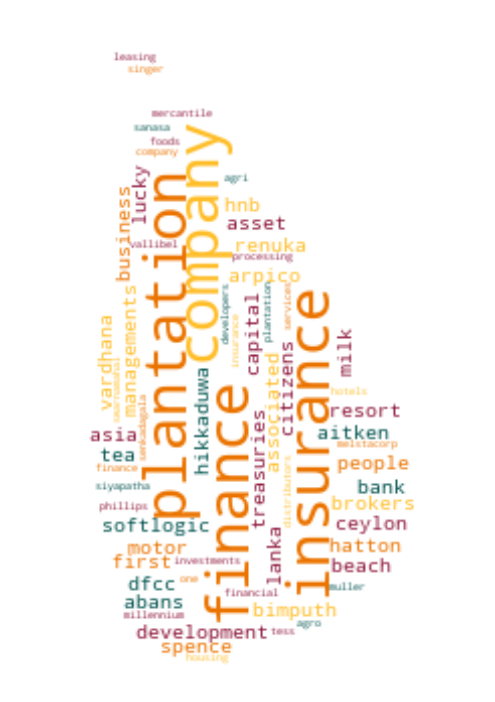 leasing
singer
mercantile
sanasa
foods
company
company
plantation
lucky
agri
business
hnb
asset
vallibel
renuka
processing
arpico
managements
developers
plantation
services
insurance
capital
insurance
vardhana
citizens
milk
associated
hikkaduwa
finance
hotels
senkadagala
treasuries
resort
asia
aitken
metstacorp
tea
finance
distributors
people
siyapatha
bank
phillips
brokers
softlogic
ceylon
lanka
motor
hatton
first
investments
beach
dfcc
one
muller
financial
abans
bimputh
millennium
agro
development
tess
spence
housing